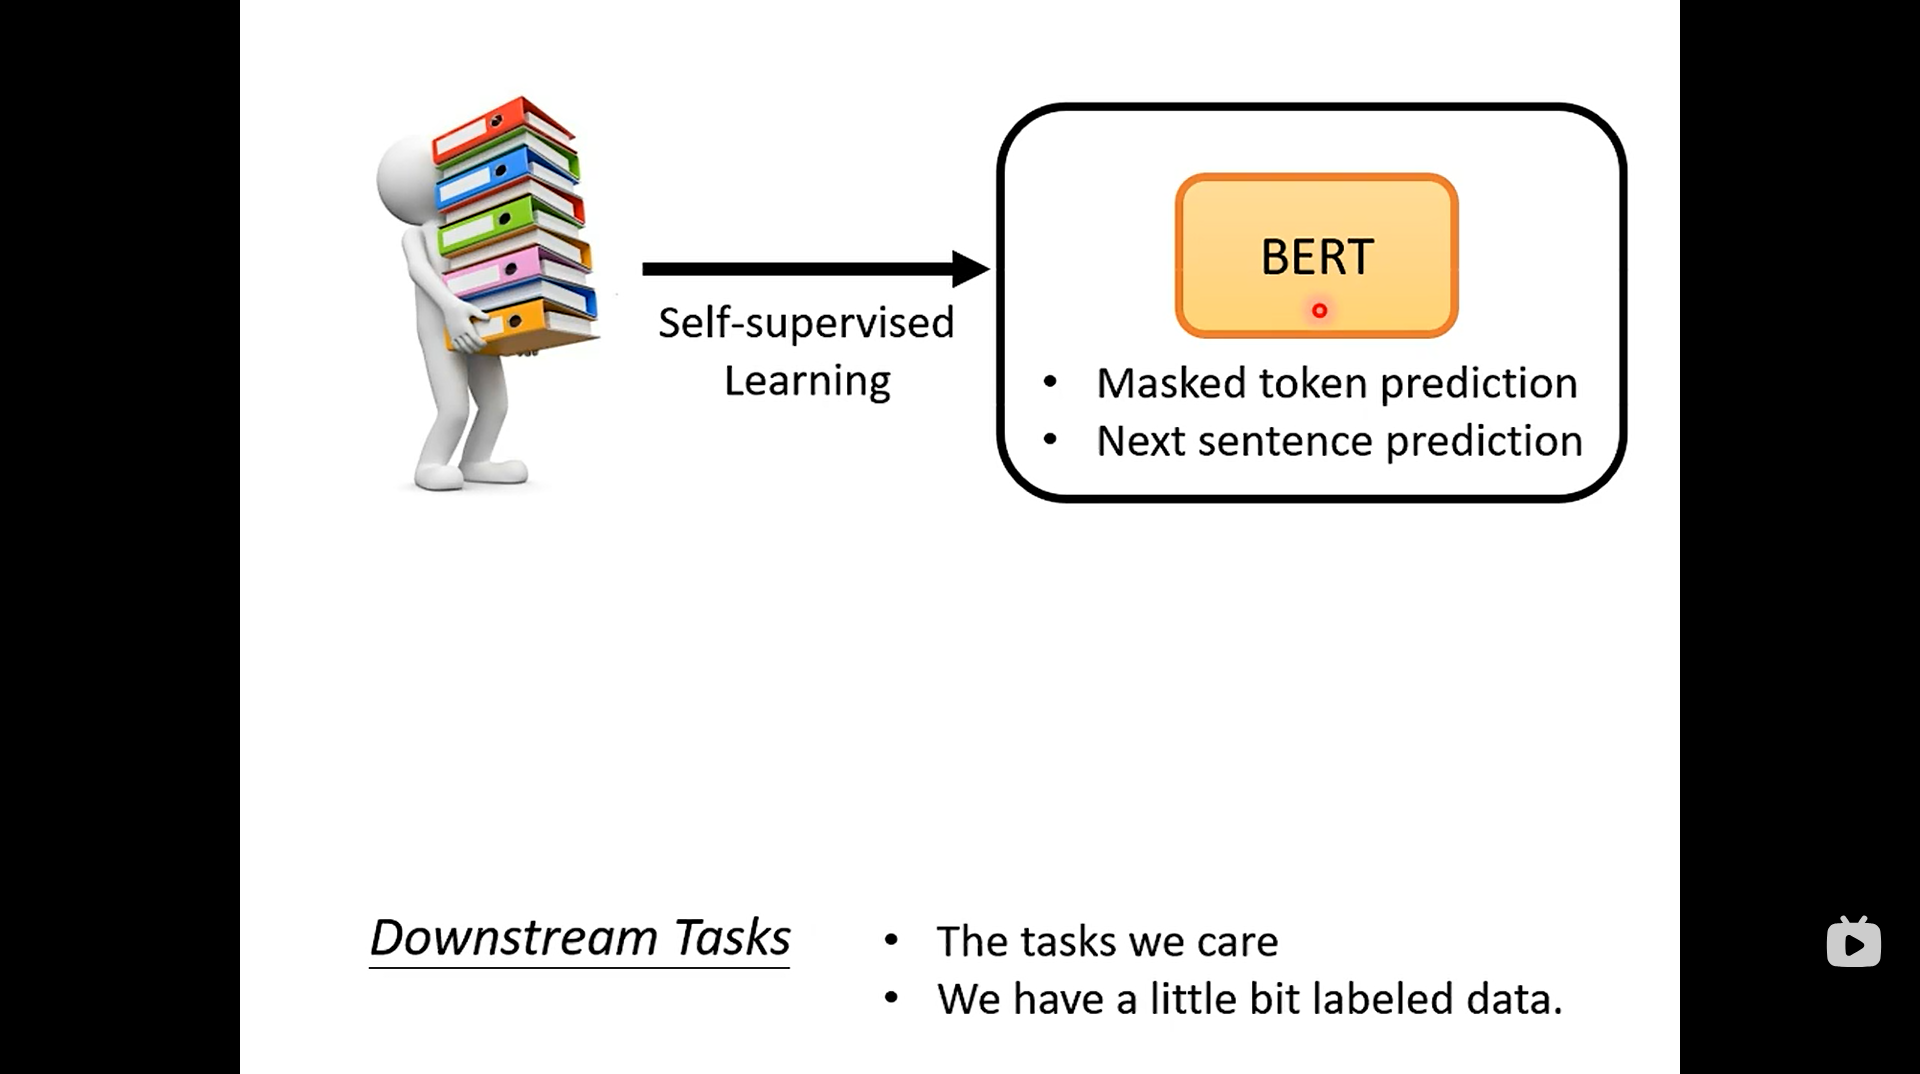 BERT
Self-supervised
Learning
• Masked token prediction
• Next sentence prediction
Downstream Tasks
• The tasks we care
• We have a little bit labeled data.